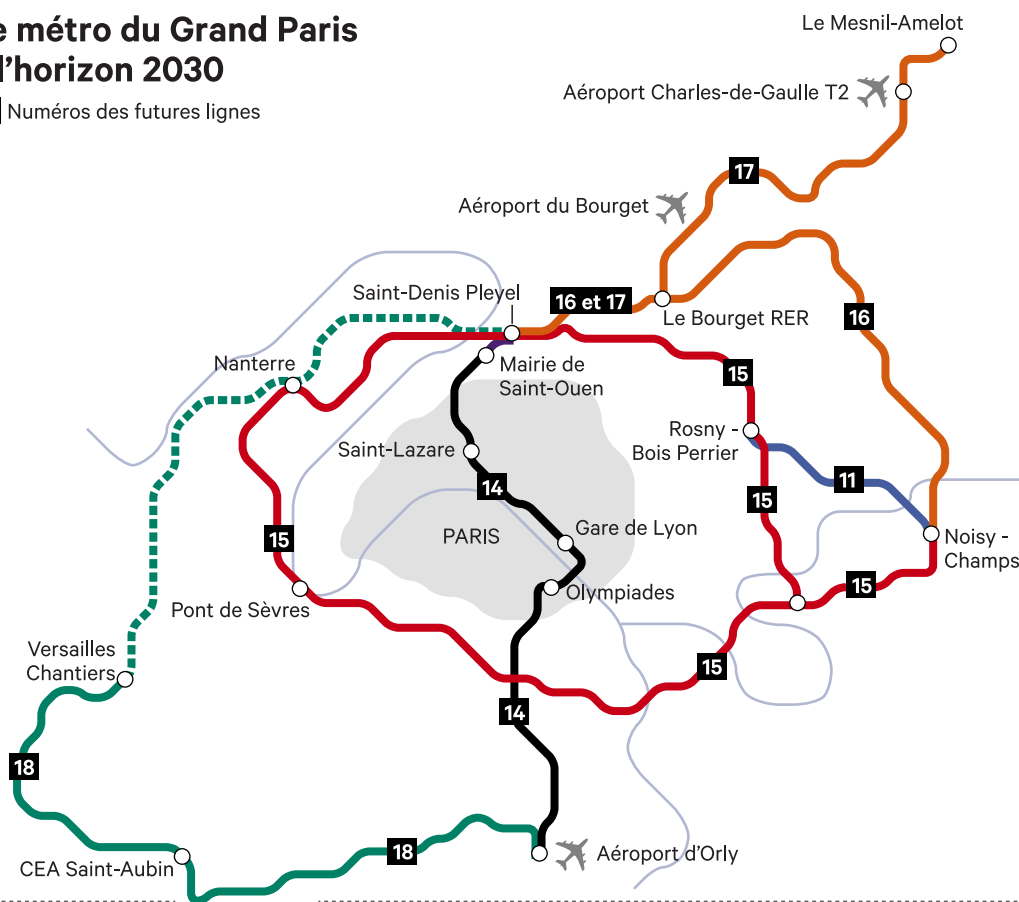 e métro du Grand Paris
l'horizon 2030
Numéros des futures lignes
Le Mesnil-Amelot
Aéroport Charles-de-Gaulle T2
17
Aéroport du Bourget
Saint-Denis Pleyel
16 et 17
Le Bourget RER
16
Nanterre
Mairie de
Saint-Ouen
15
Rosny -
Bois Perrier
Saint-Lazare
14
11
15
15
PARIS
Gare de Lyon
Noisy -
Champs
Olympiades
15
Pont de Sèvres
Versailles
Chantiers
15
14
18
18
CEA Saint-Aubin
Aéroport d'Orly